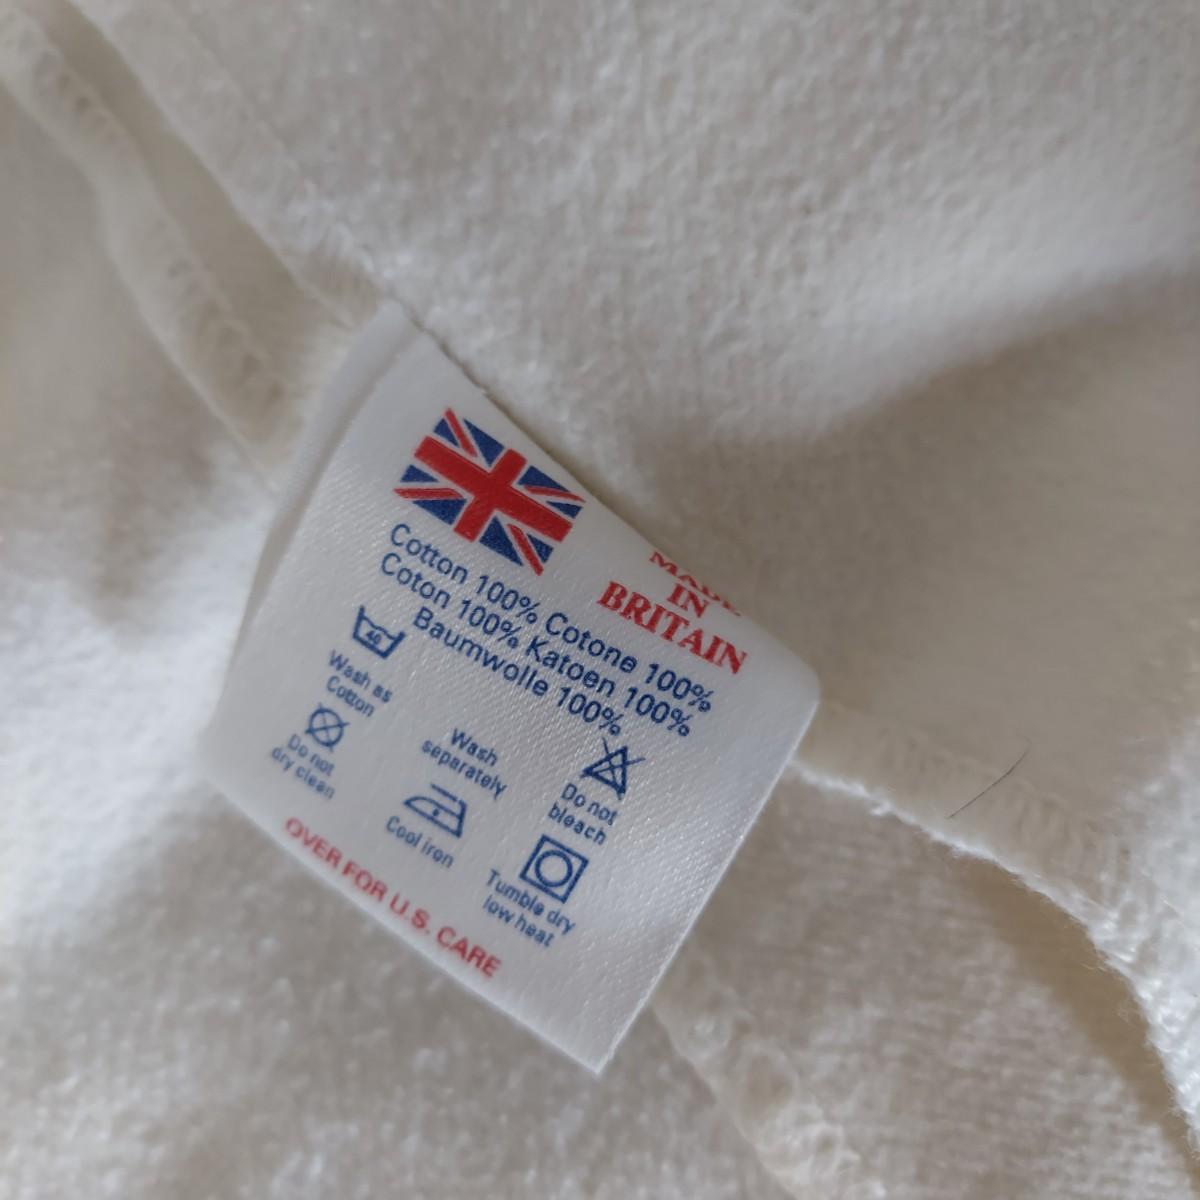 MADE
IN
BRITAIN
Cotton 100% Cotone 100%
Coton 100% Katoen 100%
Baumwolle 100%
40
Wash as
Cotton
Do not
dry clean
Wash
separately
Cool iron
Do not
bleach
Tumble dry
low heat
OVER FOR U.S. CARE